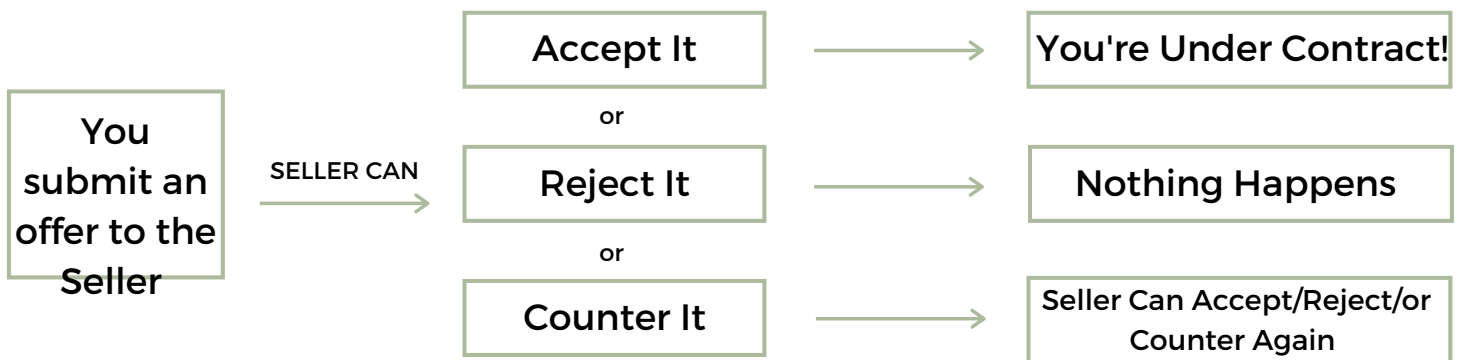 You
submit an
offer to the
Seller
SELLER CAN
Accept It
or
Reject It
or
Counter It
You're Under Contract!
Nothing Happens
Seller Can Accept/Reject/or
Counter Again